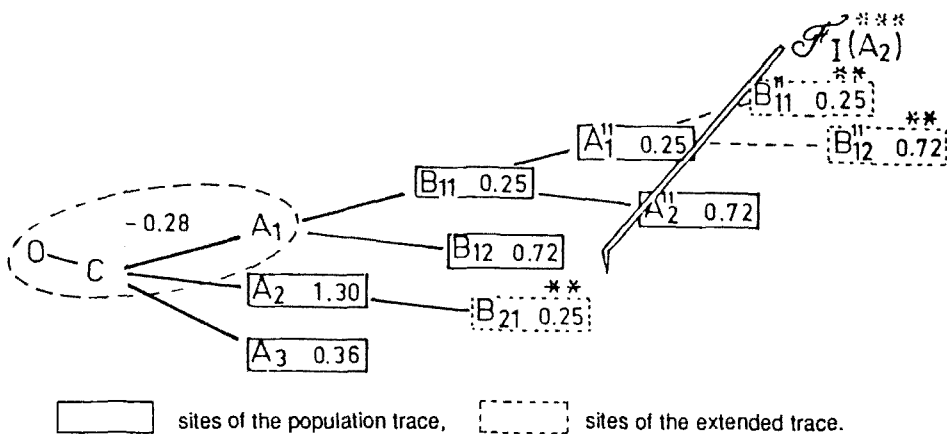 ***
ℱI(A2)
**
B''11 0.25
A''1 0.25
**
B''12 0.72
B11 0.25
A''2 0.72
-0.28
A1
O C
B12 0.72
A2 1.30
**
B21 0.25
A3 0.36
sites of the population trace,
sites of the extended trace.